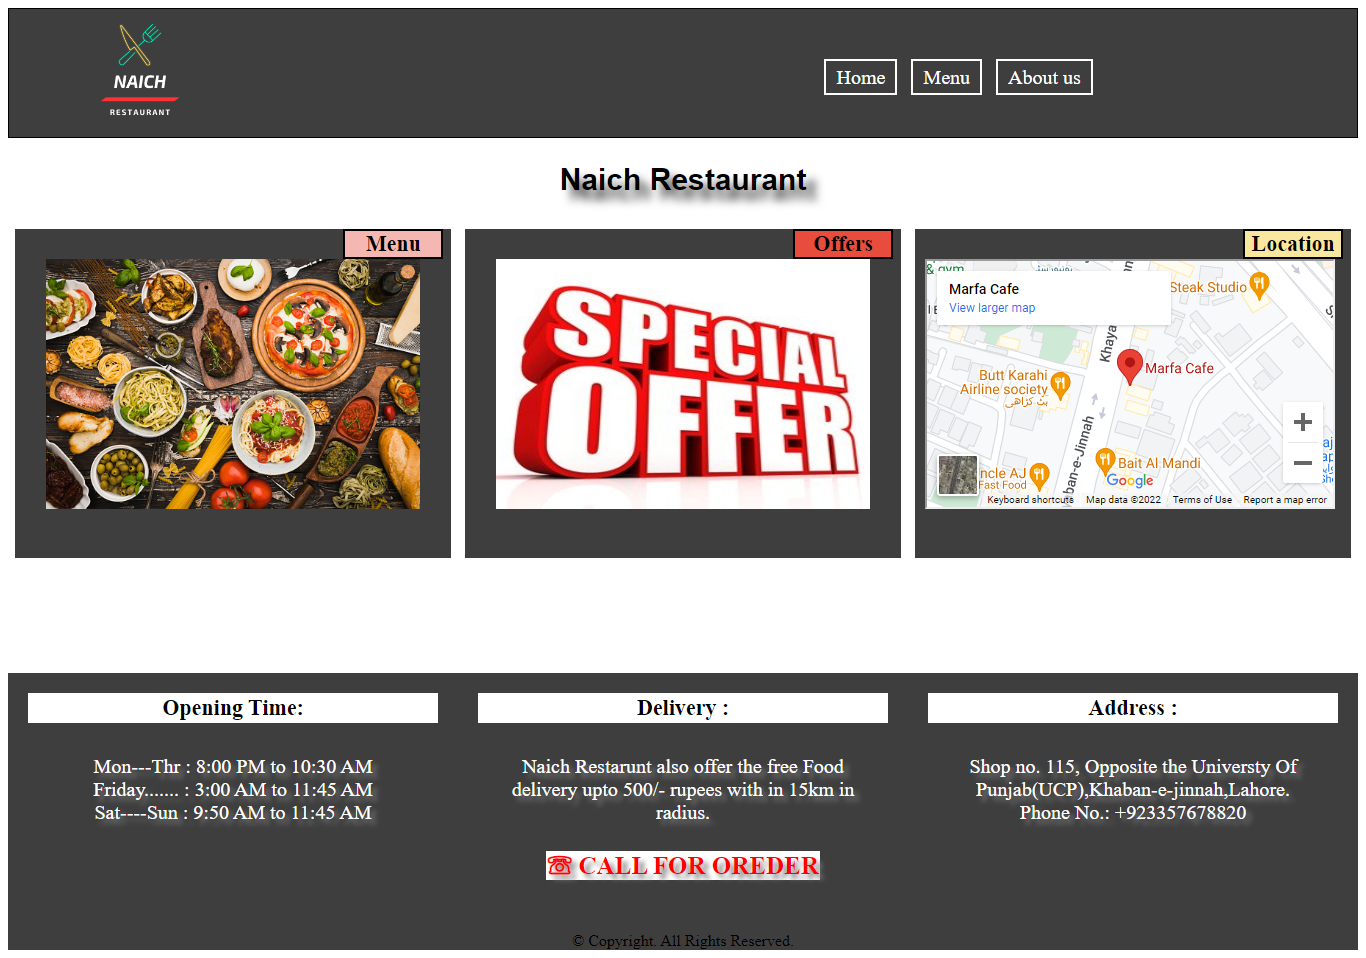 NAICH
RESTAURANT
Home
Menu
About us
Naich Restaurant
Menu
Offers
Location
SPECIAL
OFFER
& gym
Marfa Cafe
View larger map
Steak Studio
Khaya
Marfa Cafe
Butt Karahi
Airline society
بٹ کڑاھی
ban-e-Jinnah
Bait Al Mandi
ncle AJ
Fast Food
Google
Keyboard shortcuts
Map data ©2022
Terms of Use
Report a map error
Opening Time:
Mon---Thr : 8:00 PM to 10:30 AM
Friday....... : 3:00 AM to 11:45 AM
Sat----Sun : 9:50 AM to 11:45 AM
Delivery :
Naich Restarunt also offer the free Food
delivery upto 500/- rupees with in 15km in
radius.
☏ CALL FOR OREDER
Address :
Shop no. 115, Opposite the Universty Of
Punjab(UCP),Khaban-e-jinnah,Lahore.
Phone No.: +923357678820
© Copyright. All Rights Reserved.